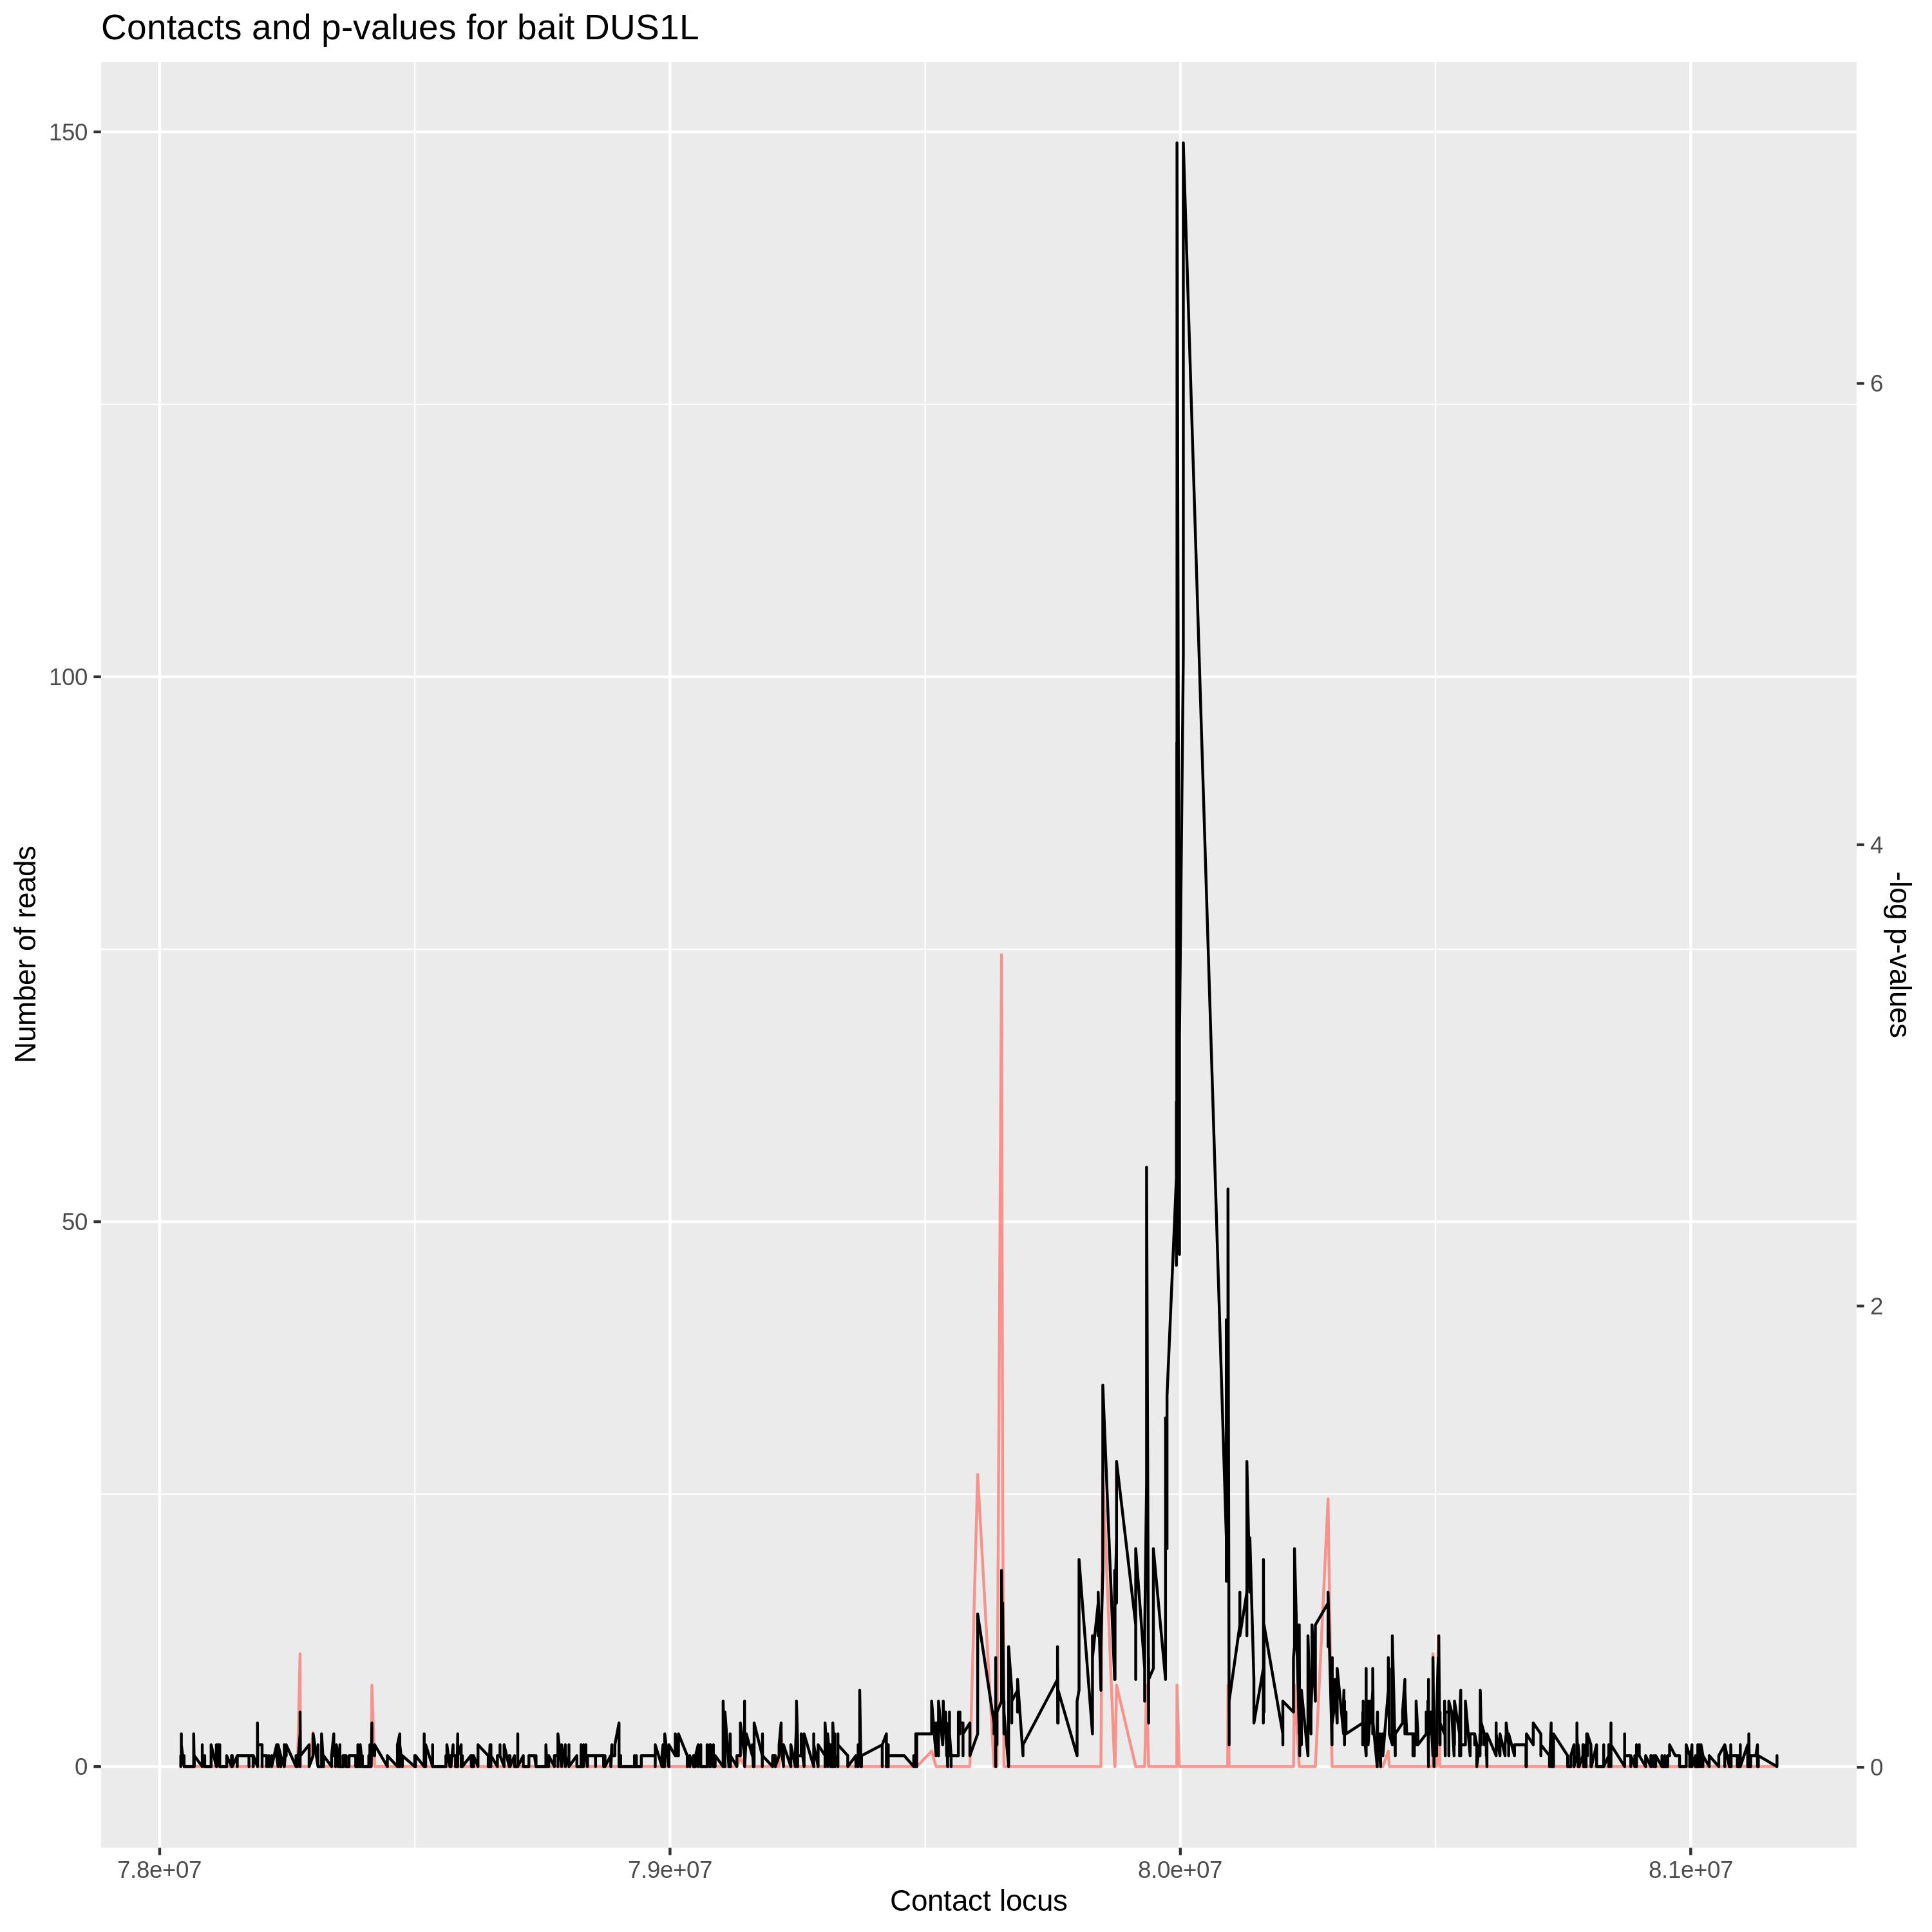 Contacts and p-values for bait DUS1L
150
100
50
0
Number of reads
6
4
2
0
-log p-values
7.8e+07
7.9e+07
8.0e+07
8.1e+07
Contact locus